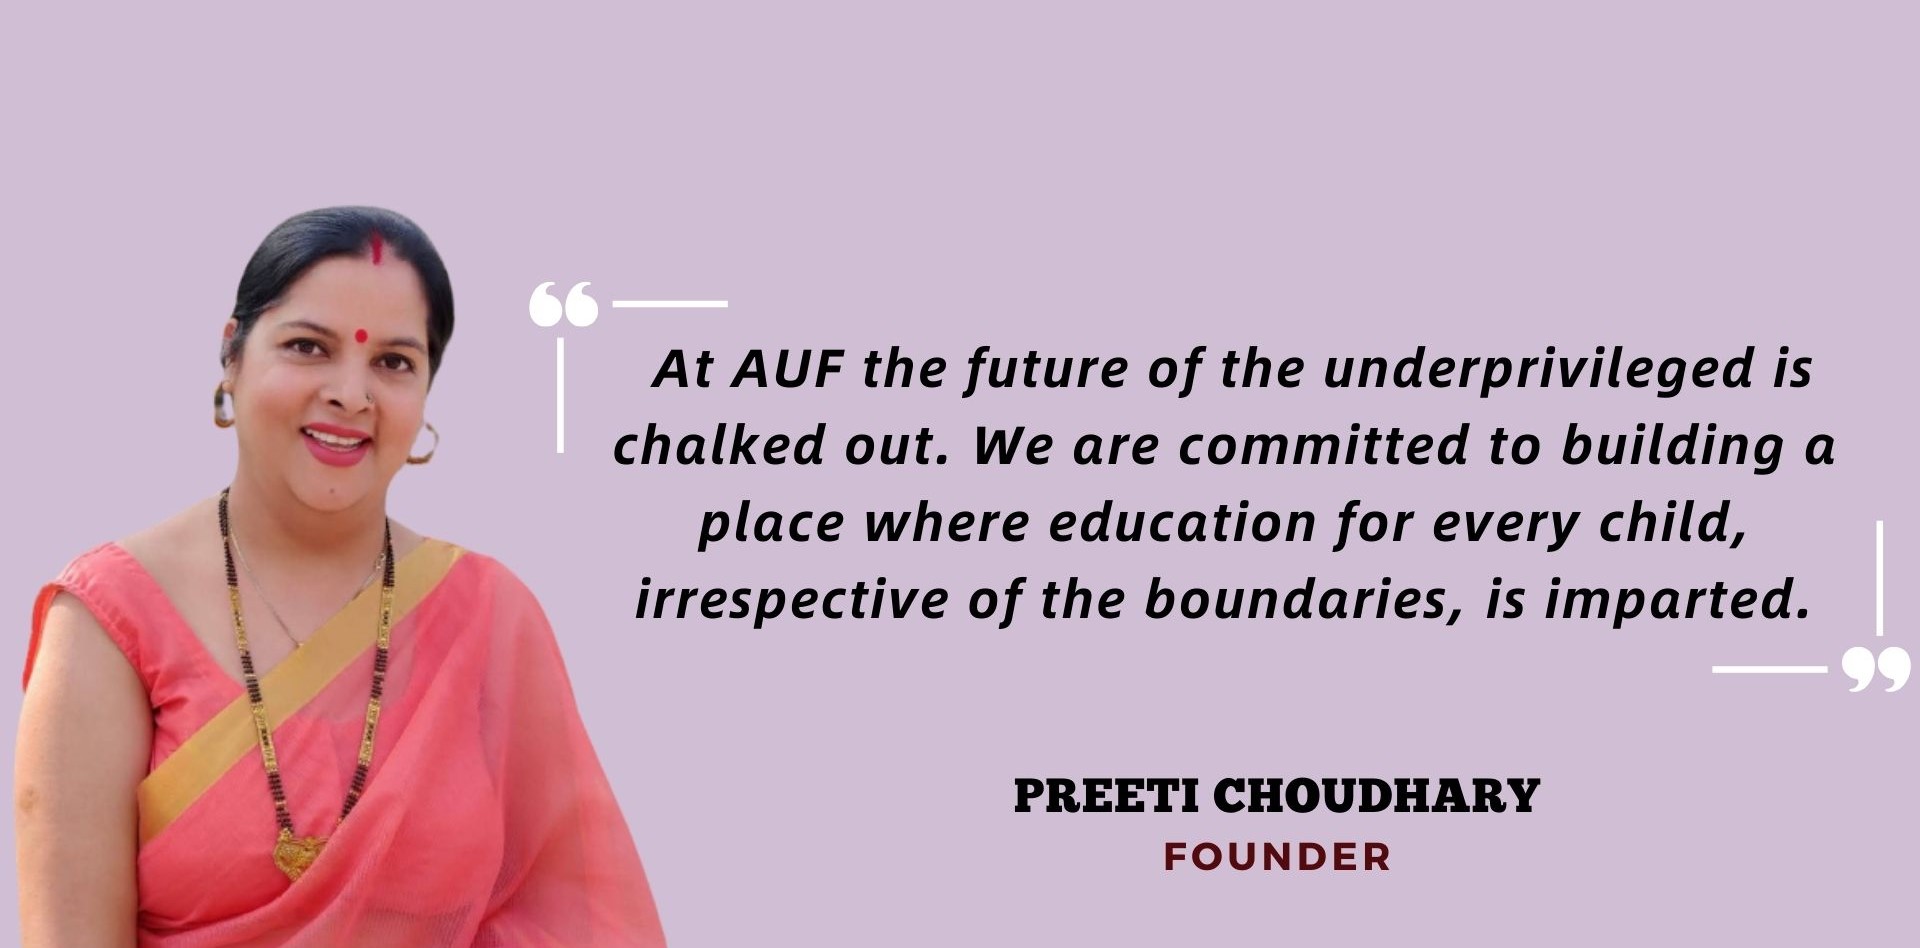 “
At AUF the future of the underprivileged is
chalked out. We are committed to building a
place where education for every child,
irrespective of the boundaries, is imparted.
”
PREETI CHOUDHARY
FOUNDER